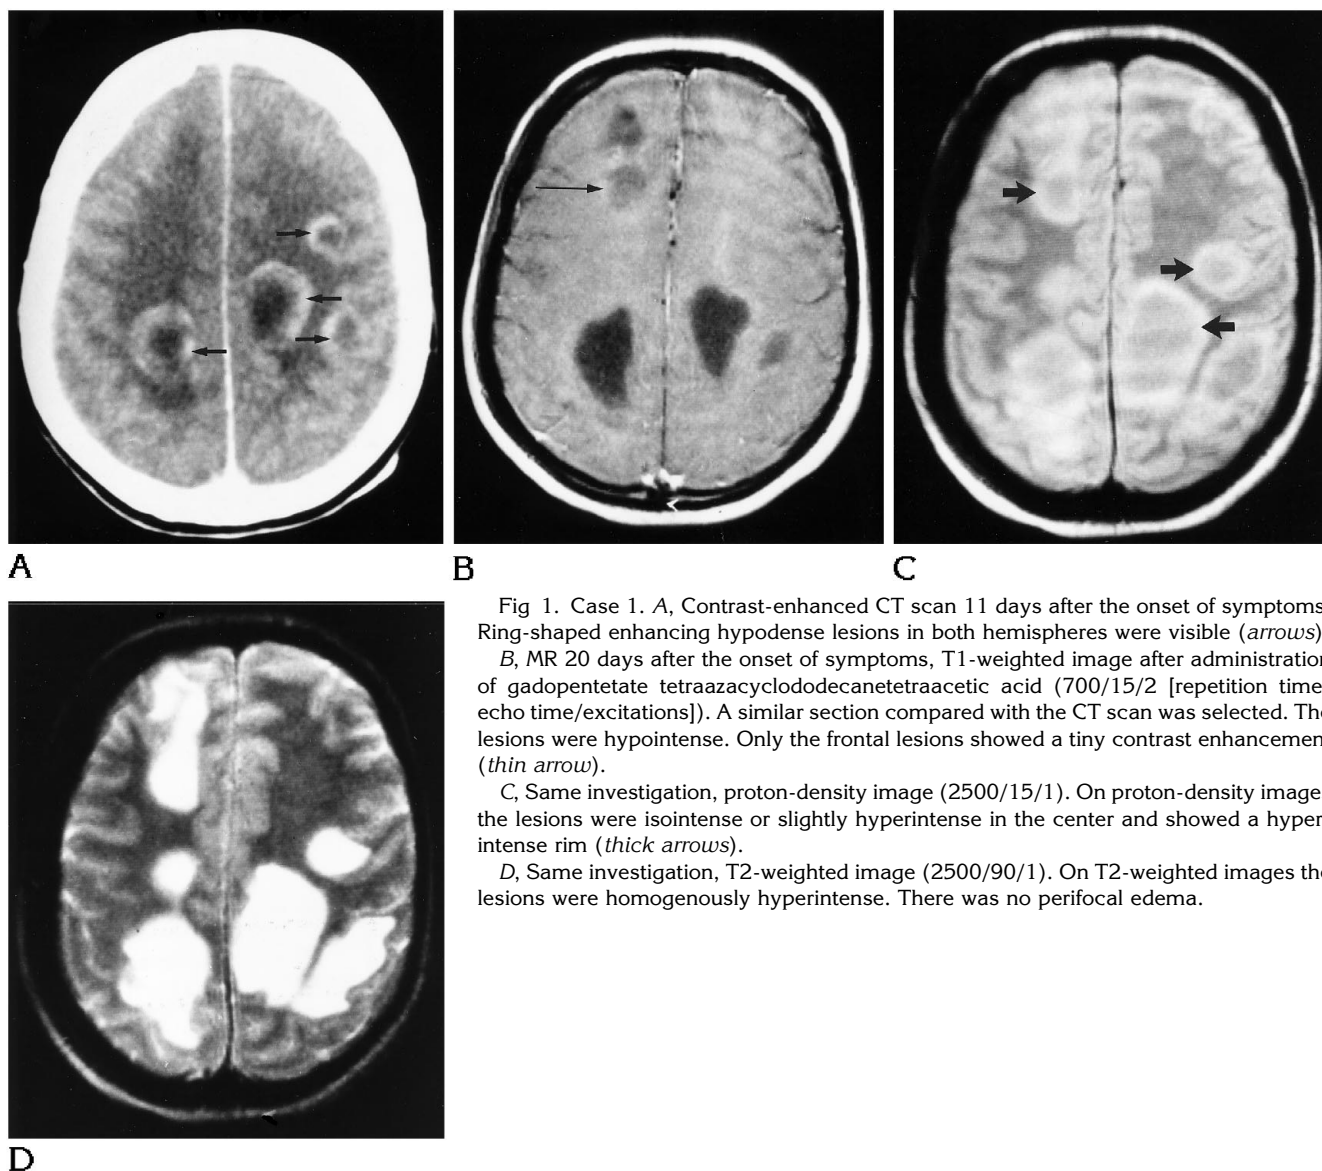 A
B
C
Fig 1. Case 1. A, Contrast-enhanced CT scan 11 days after the onset of symptoms
Ring-shaped enhancing hypodense lesions in both hemispheres were visible (arrows)
B, MR 20 days after the onset of symptoms, T1-weighted image after administration
of gadopentetate tetraazacyclododecanetetraacetic acid (700/15/2 [repetition time
echo time/excitations]). A similar section compared with the CT scan was selected. The
lesions were hypointense. Only the frontal lesions showed a tiny contrast enhancemen
(thin arrow).
C, Same investigation, proton-density image (2500/15/1). On proton-density image
the lesions were isointense or slightly hyperintense in the center and showed a hyper
intense rim (thick arrows).
D, Same investigation, T2-weighted image (2500/90/1). On T2-weighted images the
lesions were homogenously hyperintense. There was no perifocal edema.
D